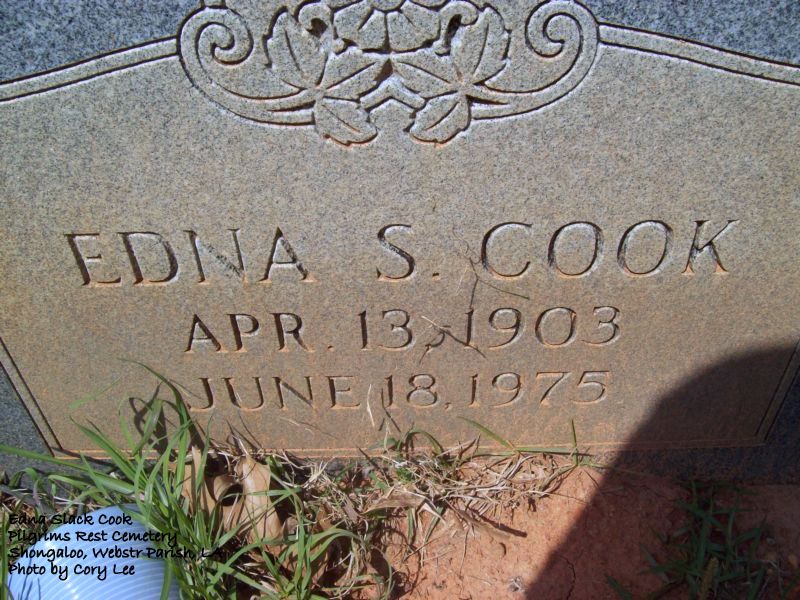 EDNA S. COOK
APR. 13, 1903
JUNE 18, 1975
Edna Slack Cook
Pilgrims Rest Cemetery
Shongaloo, Webstr Parish, LA
Photo by Cory Lee